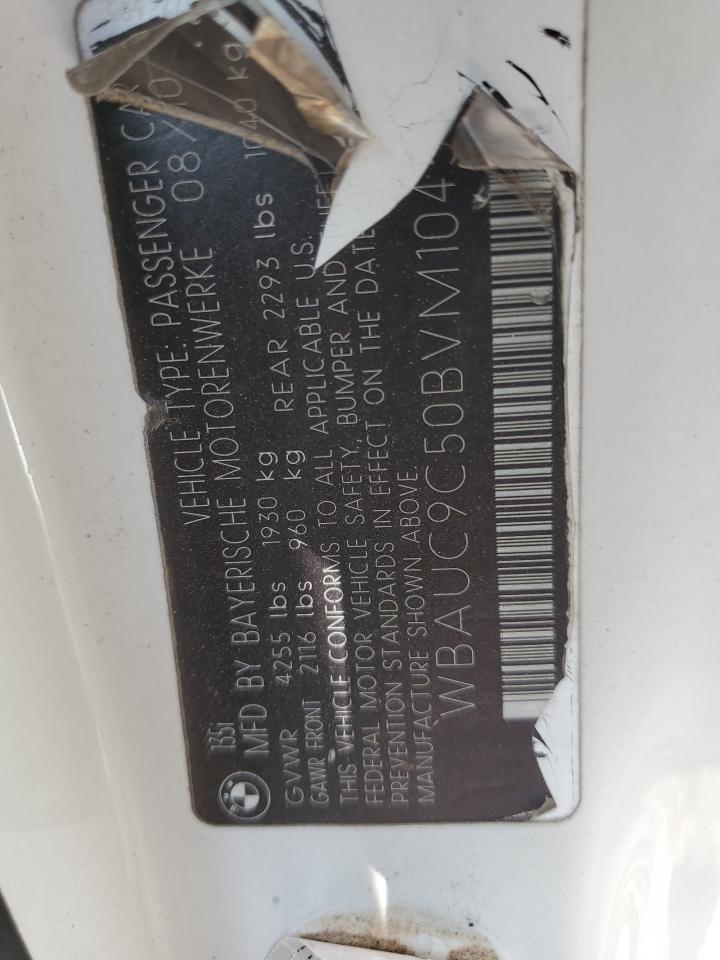 135i
VEHICLE TYPE: PASSENGER CAR
MFD BY BAYERISCHE MOTORENWERKE 08/10
GVWR 4255 lbs 1930 kg
GAWR FRONT 2116 lbs 960 kg REAR 2293 lbs 1040 kg
THIS VEHICLE CONFORMS TO ALL APPLICABLE U.S.
FEDERAL MOTOR VEHICLE SAFETY, BUMPER AND
PREVENTION STANDARDS IN EFFECT ON THE DATE
MANUFACTURE SHOWN ABOVE
WBAUC9C50BVM104